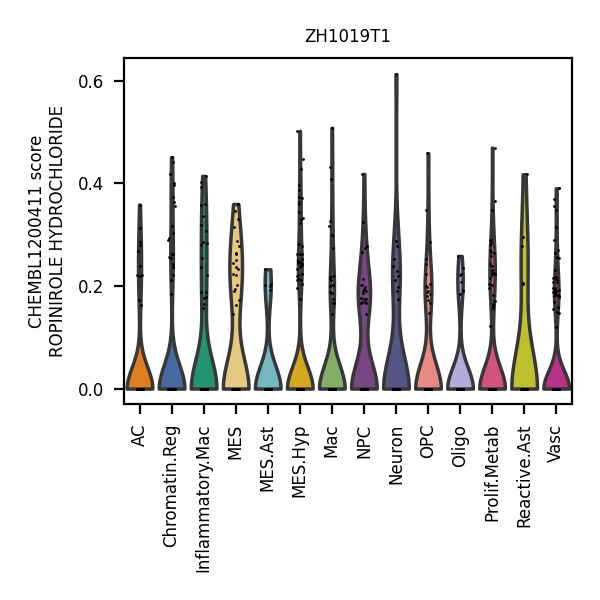 ZH1019T1
CHEMBL1200411 score
ROPINIROLE HYDROCHLORIDE
0.6
0.4
0.2
0.0
AC
Chromatin.Reg
Inflammatory.Mac
MES
MES.Ast
MES.Hyp
Mac
NPC
Neuron
OPC
Oligo
Prolif.Metab
Reactive.Ast
Vasc